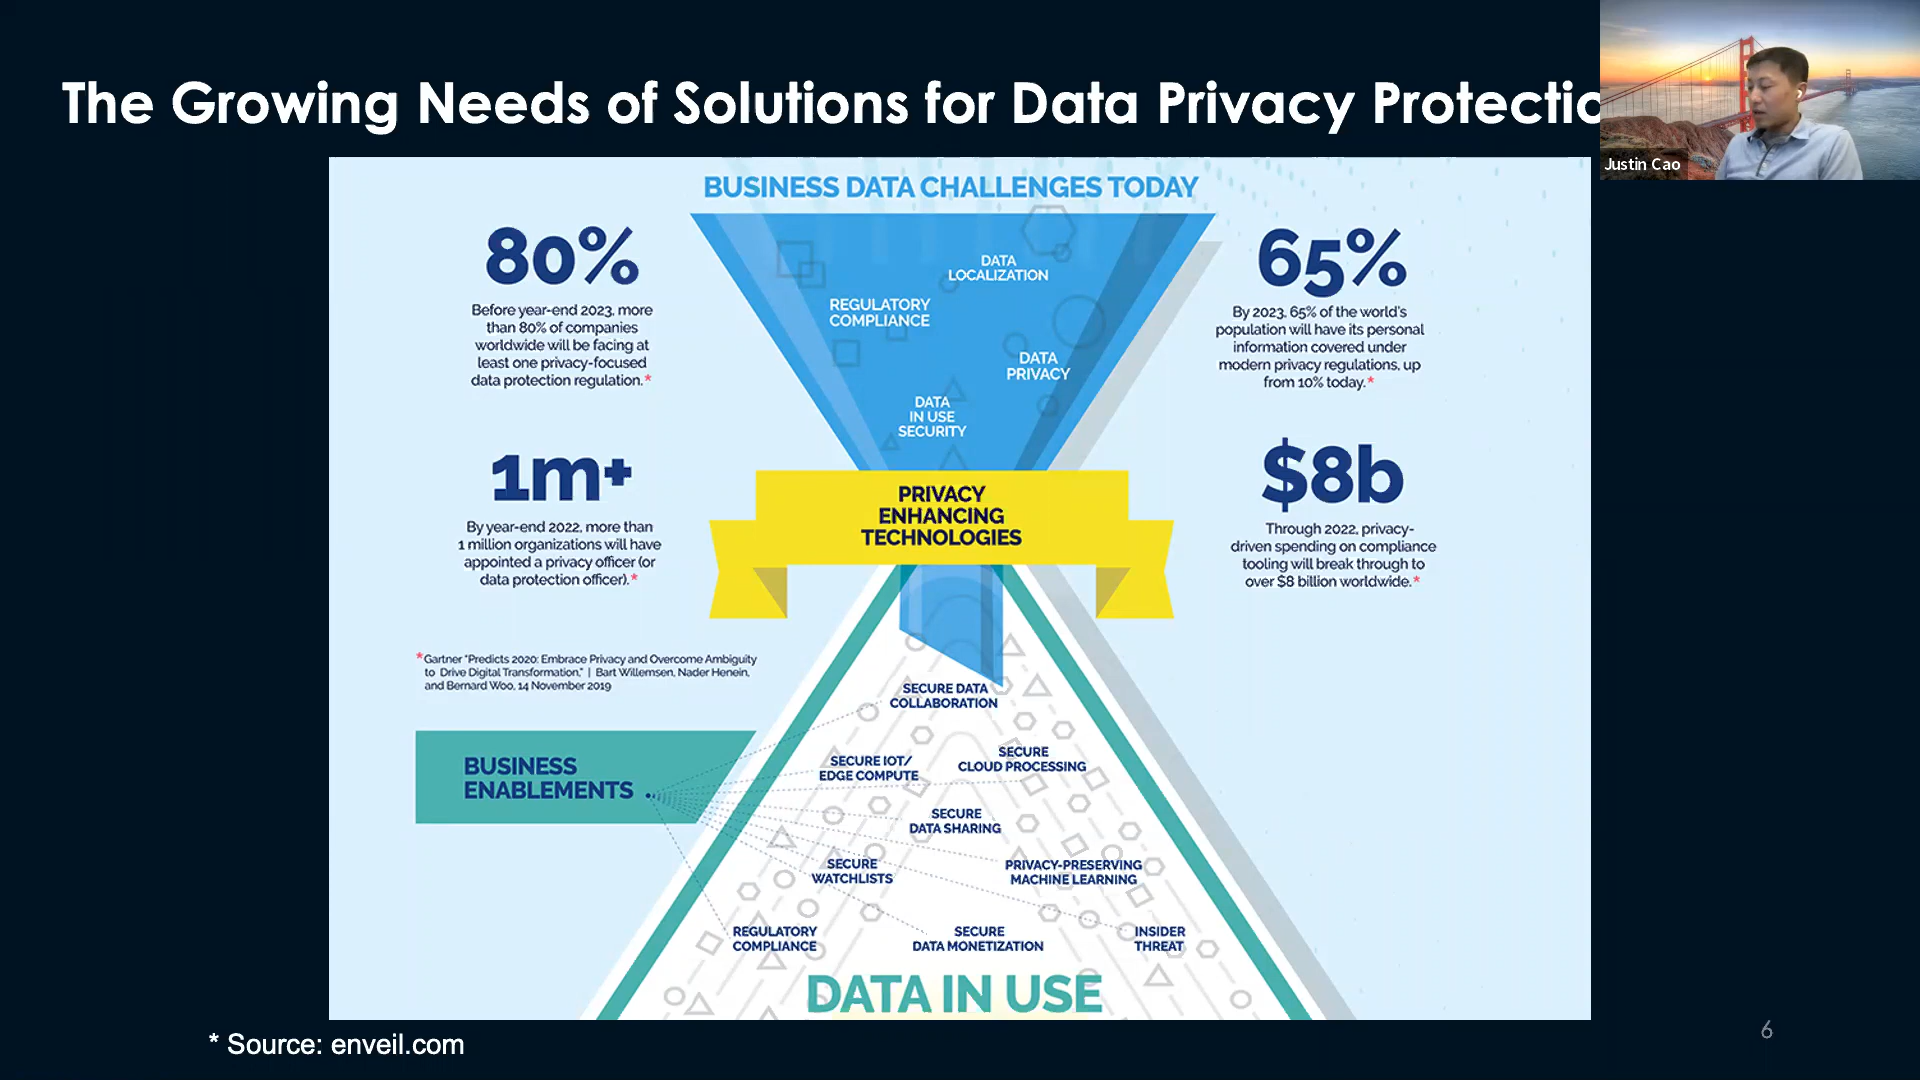 The Growing Needs of Solutions for Data Privacy Protectio
Justin Cao
BUSINESS DATA CHALLENGES TODAY
80%
Before year-end 2023, more
than 80% of companies
worldwide will be facing at
least one privacy-focused
data protection regulation.*
1m+
By year-end 2022, more than
1 million organizations will have
appointed a privacy officer (or
data protection officer).*
DATA
LOCALIZATION
REGULATORY
COMPLIANCE
DATA
PRIVACY
DATA
IN USE
SECURITY
65%
By 2023, 65% of the world's
population will have its personal
information covered under
modern privacy regulations, up
from 10% today.*
$8b
Through 2022, privacy-
driven spending on compliance
tooling will break through to
over $8 billion worldwide.*
PRIVACY
ENHANCING
TECHNOLOGIES
*Gartner "Predicts 2020: Embrace Privacy and Overcome Ambiguity
to Drive Digital Transformation," | Bart Willemsen, Nader Henein,
and Bernard Woo, 14 November 2019
BUSINESS
ENABLEMENTS
SECURE DATA
COLLABORATION
SECURE IOT/
EDGE COMPUTE
SECURE
CLOUD PROCESSING
SECURE
DATA SHARING
SECURE
WATCHLISTS
PRIVACY-PRESERVING
MACHINE LEARNING
REGULATORY
COMPLIANCE
SECURE
DATA MONETIZATION
INSIDER
THREAT
DATA IN USE
* Source: enveil.com
6